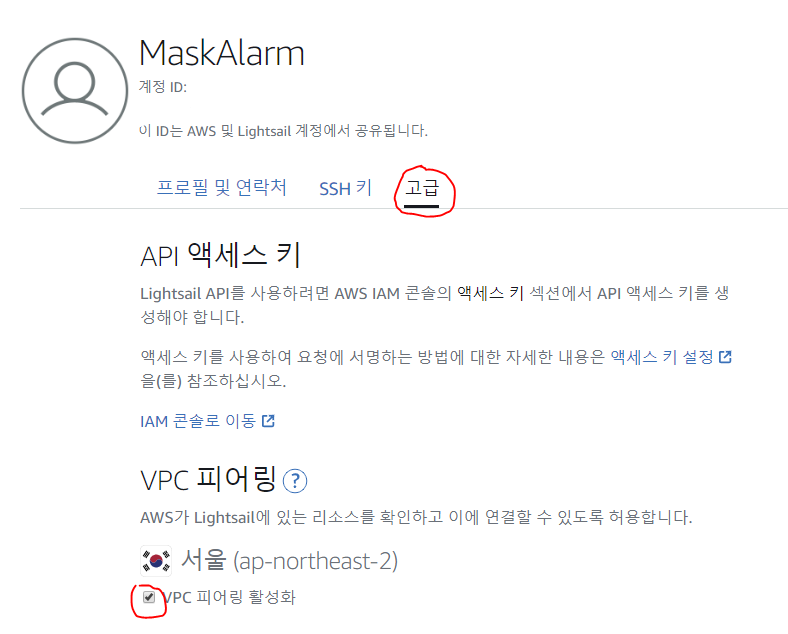 MaskAlarm
계정 ID:
이 ID는 AWS 및 Lightsail 계정에서 공유됩니다.
프로필 및 연락처 SSH 키 고급
API 액세스 키
Lightsail API를 사용하려면 AWS IAM 콘솔의 액세스 키 섹션에서 API 액세스 키를 생
성해야 합니다.
액세스 키를 사용하여 요청에 서명하는 방법에 대한 자세한 내용은 액세스 키 설정
을(를) 참조하십시오.
IAM 콘솔로 이동
VPC 피어링 ?
AWS가 Lightsail에 있는 리소스를 확인하고 이에 연결할 수 있도록 허용합니다.
서울 (ap-northeast-2)
VPC 피어링 활성화